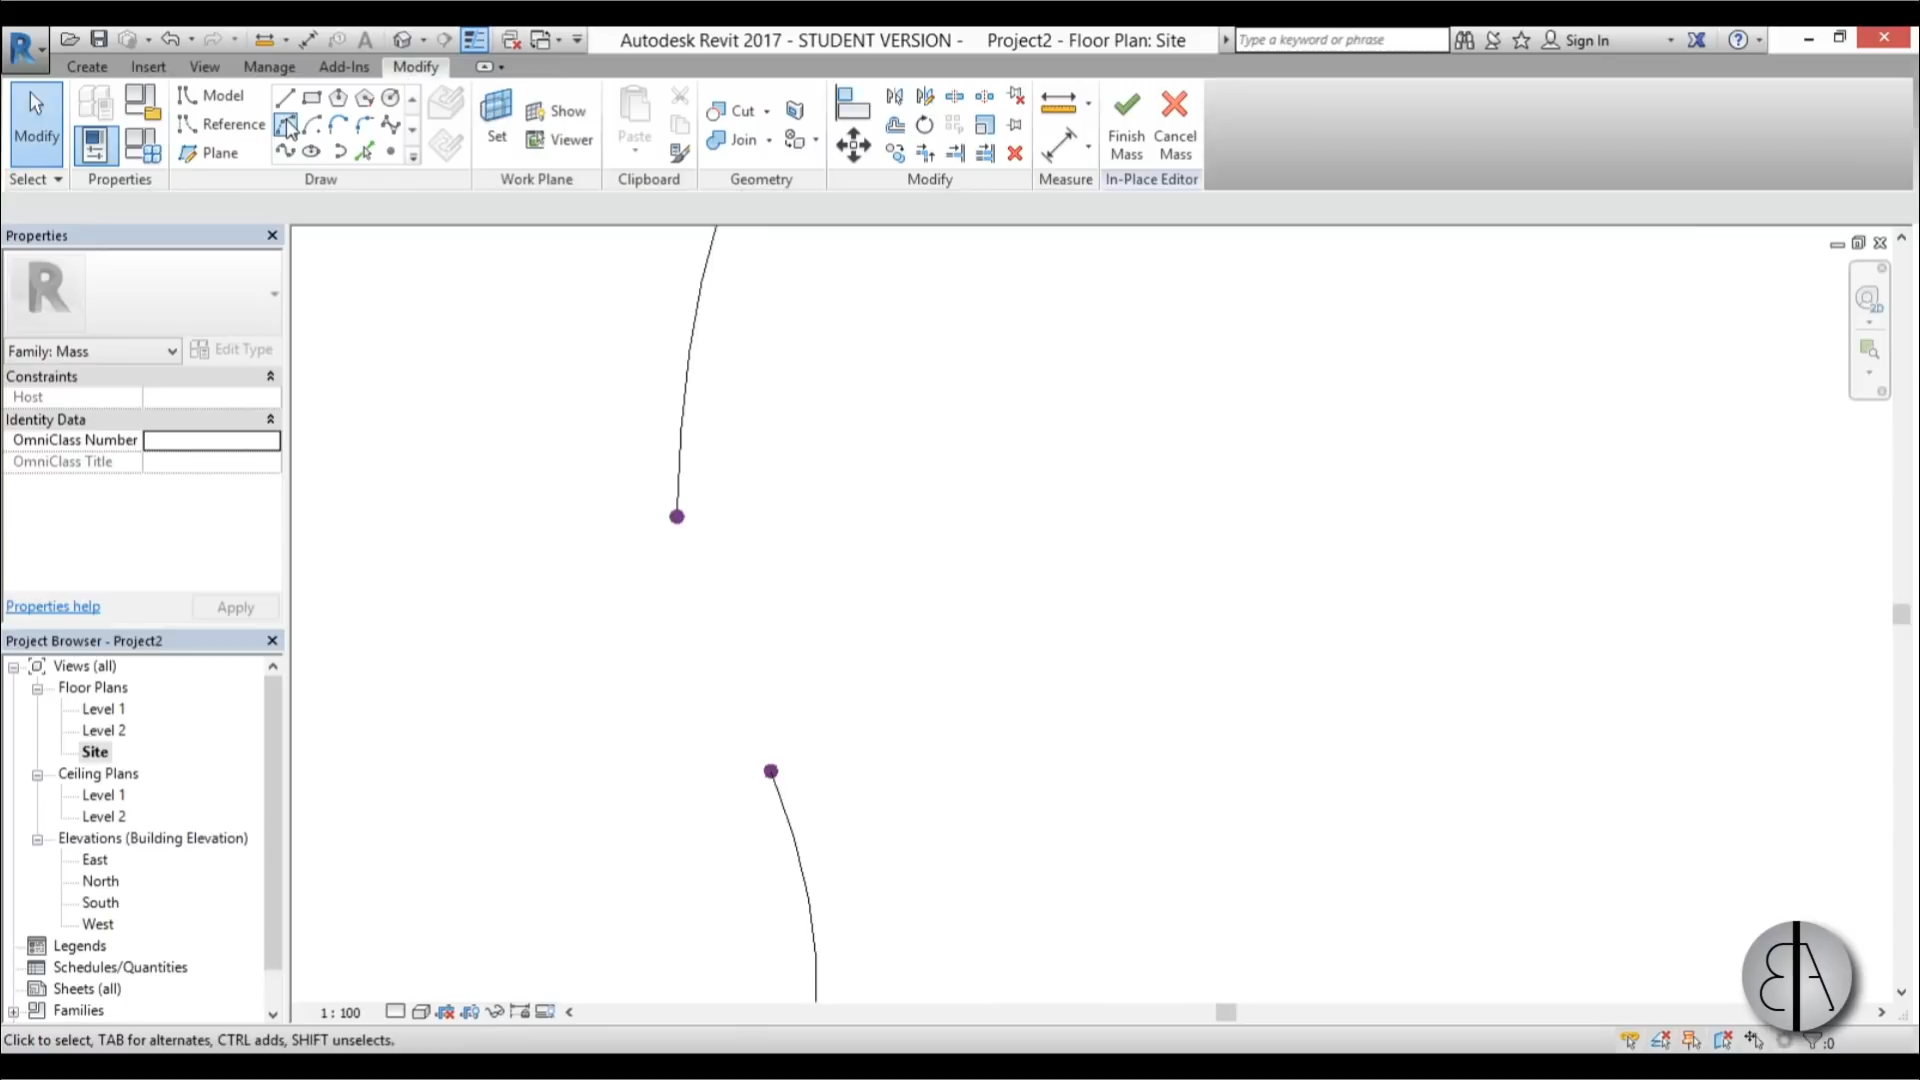 Autodesk Revit 2017 - STUDENT VERSION - Project2 - Floor Plan: Site
Type a keyword or phrase
Sign In
Create Insert View Manage Add-Ins Modify
Modify
Select
Properties
Model
Reference
Plane
Draw
Set
Show
Viewer
Work Plane
Paste
Clipboard
Cut
Join
Geometry
Modify
Measure
Finish Mass
Cancel Mass
In-Place Editor
Properties
R
Family: Mass
Edit Type
Constraints
Host
Identity Data
OmniClass Number
OmniClass Title
Properties help
Apply
Project Browser - Project2
Views (all)
Floor Plans
Level 1
Level 2
Site
Ceiling Plans
Level 1
Level 2
Elevations (Building Elevation)
East
North
South
West
Legends
Schedules/Quantities
Sheets (all)
Families
1 : 100
2D
Click to select, TAB for alternates, CTRL adds, SHIFT unselects.
:0